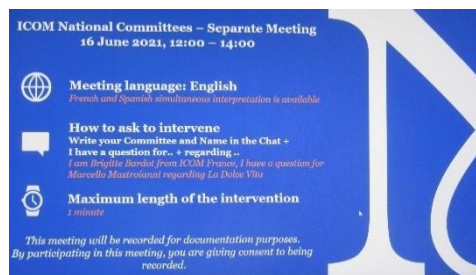 ICOM National Committees – Separate Meeting
16 June 2021, 12:00 – 14:00
Meeting language: English
French and Spanish simultaneous interpretation is available
How to ask to intervene
Write your Committee and Name in the Chat +
I have a question for.. + regarding ..
I am Brigitte Bardot from ICOM France, I have a question for
Marcello Mastroianni regarding La Dolce Vita
Maximum length of the intervention
1 minute
This meeting will be recorded for documentation purposes.
By participating in this meeting, you are giving consent to being
recorded.